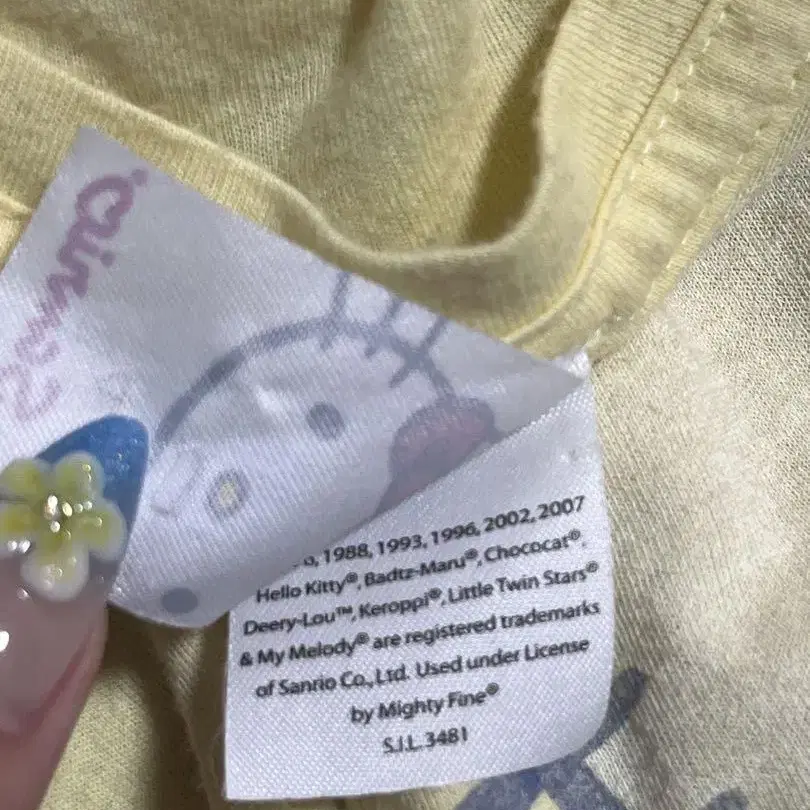 Sanrio
1988, 1993, 1996, 2002, 2007
Hello Kitty®, Badtz-Maru®, Chococat®,
Deery-Lou™, Keroppi®, Little Twin Stars®
& My Melody® are registered trademarks
of Sanrio Co., Ltd. Used under License
by Mighty Fine®
S.I.L. 3481